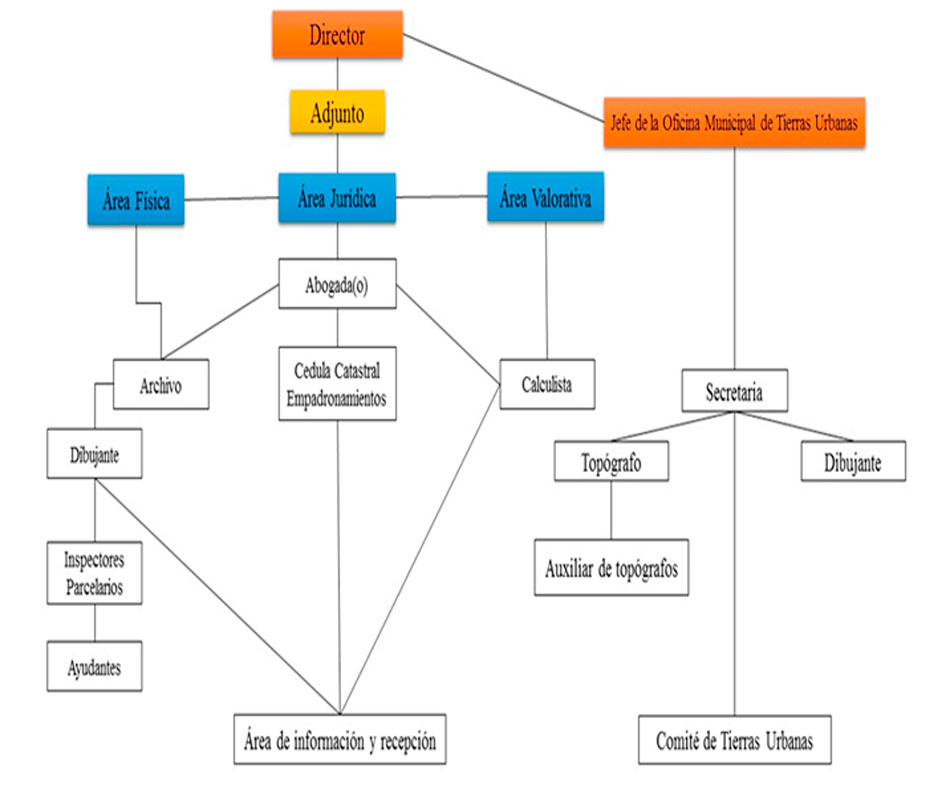 Director
Adjunto
Jefe de la Oficina Municipal de Tierras Urbanas
Área Física
Área Jurídica
Área Valorativa
Abogada(o)
Archivo
Cedula Catastral
Empadronamientos
Calculista
Secretaria
Dibujante
Topógrafo
Dibujante
Inspectores
Parcelarios
Auxiliar de topógrafos
Ayudantes
Área de información y recepción
Comité de Tierras Urbanas